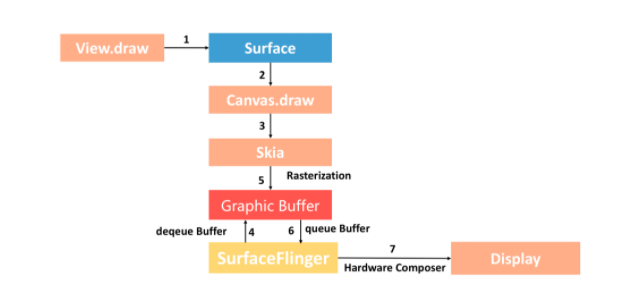 1
View.draw
Surface
2
Canvas.draw
3
Skia
5
Rasterization
Graphic Buffer
deqeue Buffer
4
6
queue Buffer
SurfaceFlinger
7
Hardware Composer
Display